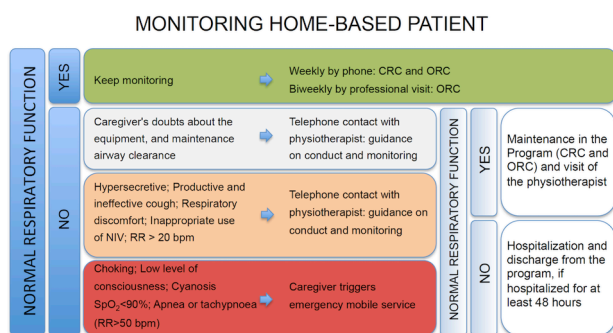 MONITORING HOME-BASED PATIENT
NORMAL RESPIRATORY FUNCTION
YES
Keep monitoring
Weekly by phone: CRC and ORC
Biweekly by professional visit: ORC
NO
Caregiver's doubts about the
equipment, and maintenance
airway clearance
Telephone contact with
physiotherapist: guidance
on conduct and monitoring
Hypersecretive; Productive and
ineffective cough; Respiratory
discomfort; Inappropriate use
of NIV; RR > 20 bpm
Telephone contact with
physiotherapist: guidance on
conduct and monitoring
Choking; Low level of
consciousness; Cyanosis
SpO₂<90%; Apnea or tachypnoea
(RR>50 bpm)
Caregiver triggers
emergency mobile service
NORMAL RESPIRATORY FUNCTION
YES
Maintenance in the
Program (CRC and
ORC) and visit of
the physiotherapist
NO
Hospitalization and
discharge from the
program, if
hospitalized for at
least 48 hours